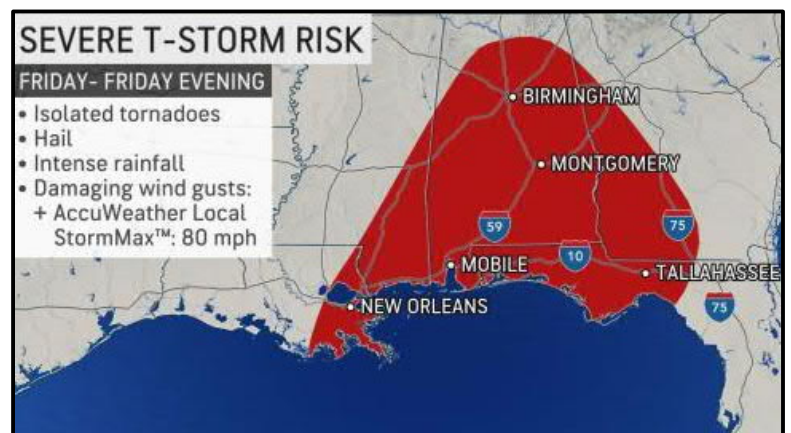 SEVERE T-STORM RISK
FRIDAY- FRIDAY EVENING
• Isolated tornadoes
• Hail
• Intense rainfall
• Damaging wind gusts:
+ AccuWeather Local
StormMax™: 80 mph
BIRMINGHAM
MONTGOMERY
59
75
10
MOBILE
TALLAHASSEE
NEW ORLEANS
75